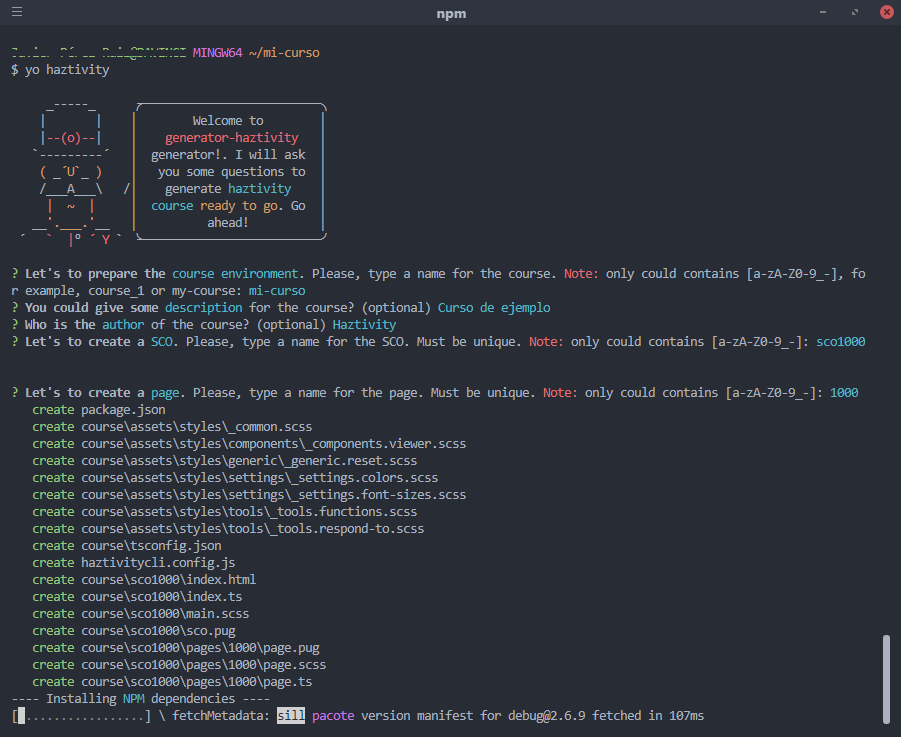 npm
MINGW64 ~/mi-curso
$ yo haztivity
Welcome to
generator-haztivity
generator!. I will ask
you some questions to
generate haztivity
course ready to go. Go
ahead!
? Let's to prepare the course environment. Please, type a name for the course. Note: only could contains [a-zA-Z0-9_-], fo
r example, course_1 or my-course: mi-curso
? You could give some description for the course? (optional) Curso de ejemplo
? Who is the author of the course? (optional) Haztivity
? Let's to create a SCO. Please, type a name for the SCO. Must be unique. Note: only could contains [a-zA-Z0-9_-]: sco1000
? Let's to create a page. Please, type a name for the page. Must be unique. Note: only could contains [a-zA-Z0-9_-]: 1000
create package.json
create course\assets\styles\_common.scss
create course\assets\styles\components\_components.viewer.scss
create course\assets\styles\generic\_generic.reset.scss
create course\assets\styles\settings\_settings.colors.scss
create course\assets\styles\settings\_settings.font-sizes.scss
create course\assets\styles\tools\_tools.functions.scss
create course\assets\styles\tools\_tools.respond-to.scss
create course\tsconfig.json
create haztivitycli.config.js
create course\sco1000\index.html
create course\sco1000\index.ts
create course\sco1000\main.scss
create course\sco1000\sco.pug
create course\sco1000\pages\1000\page.pug
create course\sco1000\pages\1000\page.scss
create course\sco1000\pages\1000\page.ts
---- Installing NPM dependencies ----
[ .................] \ fetchMetadata: sill pacote version manifest for debug@2.6.9 fetched in 107ms